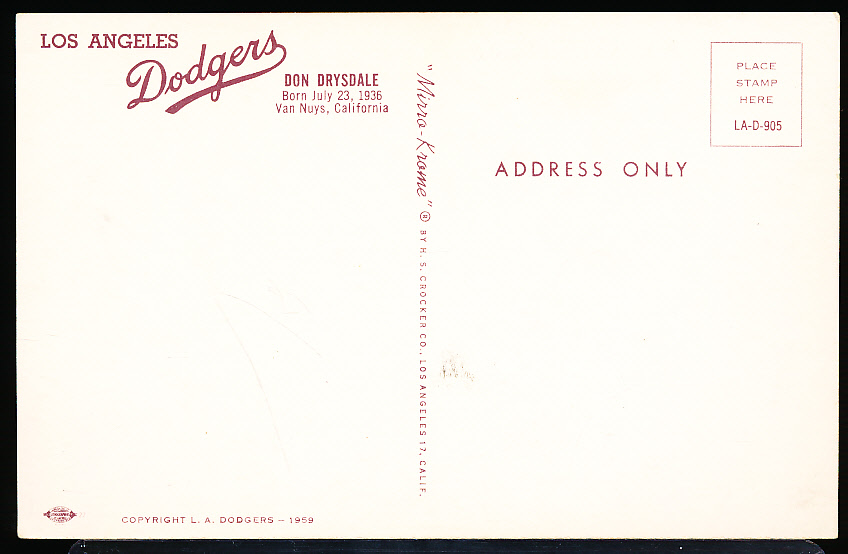 LOS ANGELES
Dodgers
DON DRYSDALE
Born July 23, 1936
Van Nuys, California
"Mirro-Krome" ® BY H. S. CROCKER CO., LOS ANGELES 17, CALIF.
PLACE
STAMP
HERE
LA-D-905
ADDRESS ONLY
COPYRIGHT L. A. DODGERS – 1959